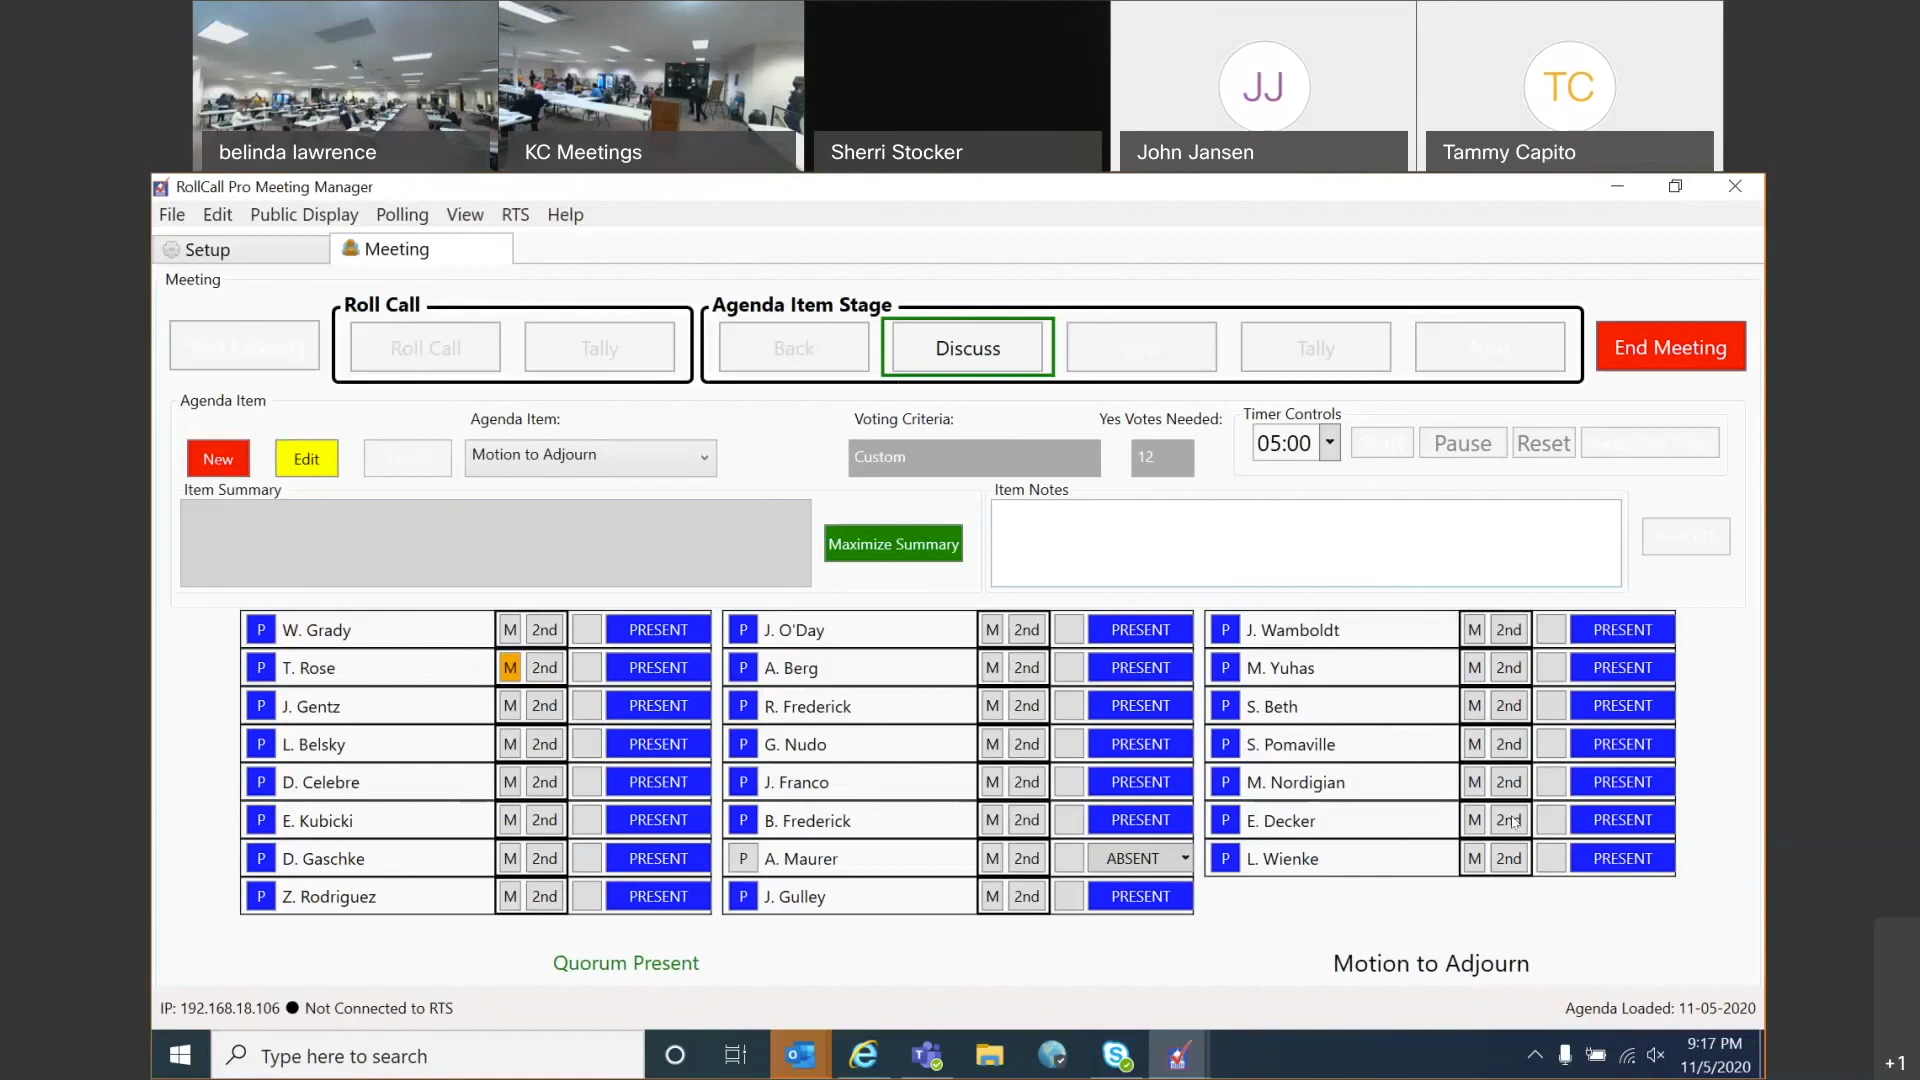 JJ
TC
belinda lawrence
KC Meetings
Sherri Stocker
John Jansen
Tammy Capito
RollCall Pro Meeting Manager
File Edit Public Display Polling View RTS Help
Setup
Meeting
Meeting
Roll Call
Agenda Item Stage
Roll Call
Tally
Back
Discuss
Tally
End Meeting
Agenda Item
Agenda Item:
Voting Criteria:
Yes Votes Needed:
Timer Controls
New
Edit
Motion to Adjourn
Custom
12
05:00
Pause
Reset
Item Summary
Item Notes
Maximize Summary
P W. Grady M 2nd PRESENT
P J. O'Day M 2nd PRESENT
P J. Wamboldt M 2nd PRESENT
P T. Rose M 2nd PRESENT
P A. Berg M 2nd PRESENT
P M. Yuhas M 2nd PRESENT
P J. Gentz M 2nd PRESENT
P R. Frederick M 2nd PRESENT
P S. Beth M 2nd PRESENT
P L. Belsky M 2nd PRESENT
P G. Nudo M 2nd PRESENT
P S. Pomaville M 2nd PRESENT
P D. Celebre M 2nd PRESENT
P J. Franco M 2nd PRESENT
P M. Nordigian M 2nd PRESENT
P E. Kubicki M 2nd PRESENT
P B. Frederick M 2nd PRESENT
P E. Decker M 2nd PRESENT
P D. Gaschke M 2nd PRESENT
P A. Maurer M 2nd ABSENT
P L. Wienke M 2nd PRESENT
P Z. Rodriguez M 2nd PRESENT
P J. Gulley M 2nd PRESENT
Quorum Present
Motion to Adjourn
IP: 192.168.18.106 Not Connected to RTS
Agenda Loaded: 11-05-2020
Type here to search
9:17 PM
11/5/2020
+1